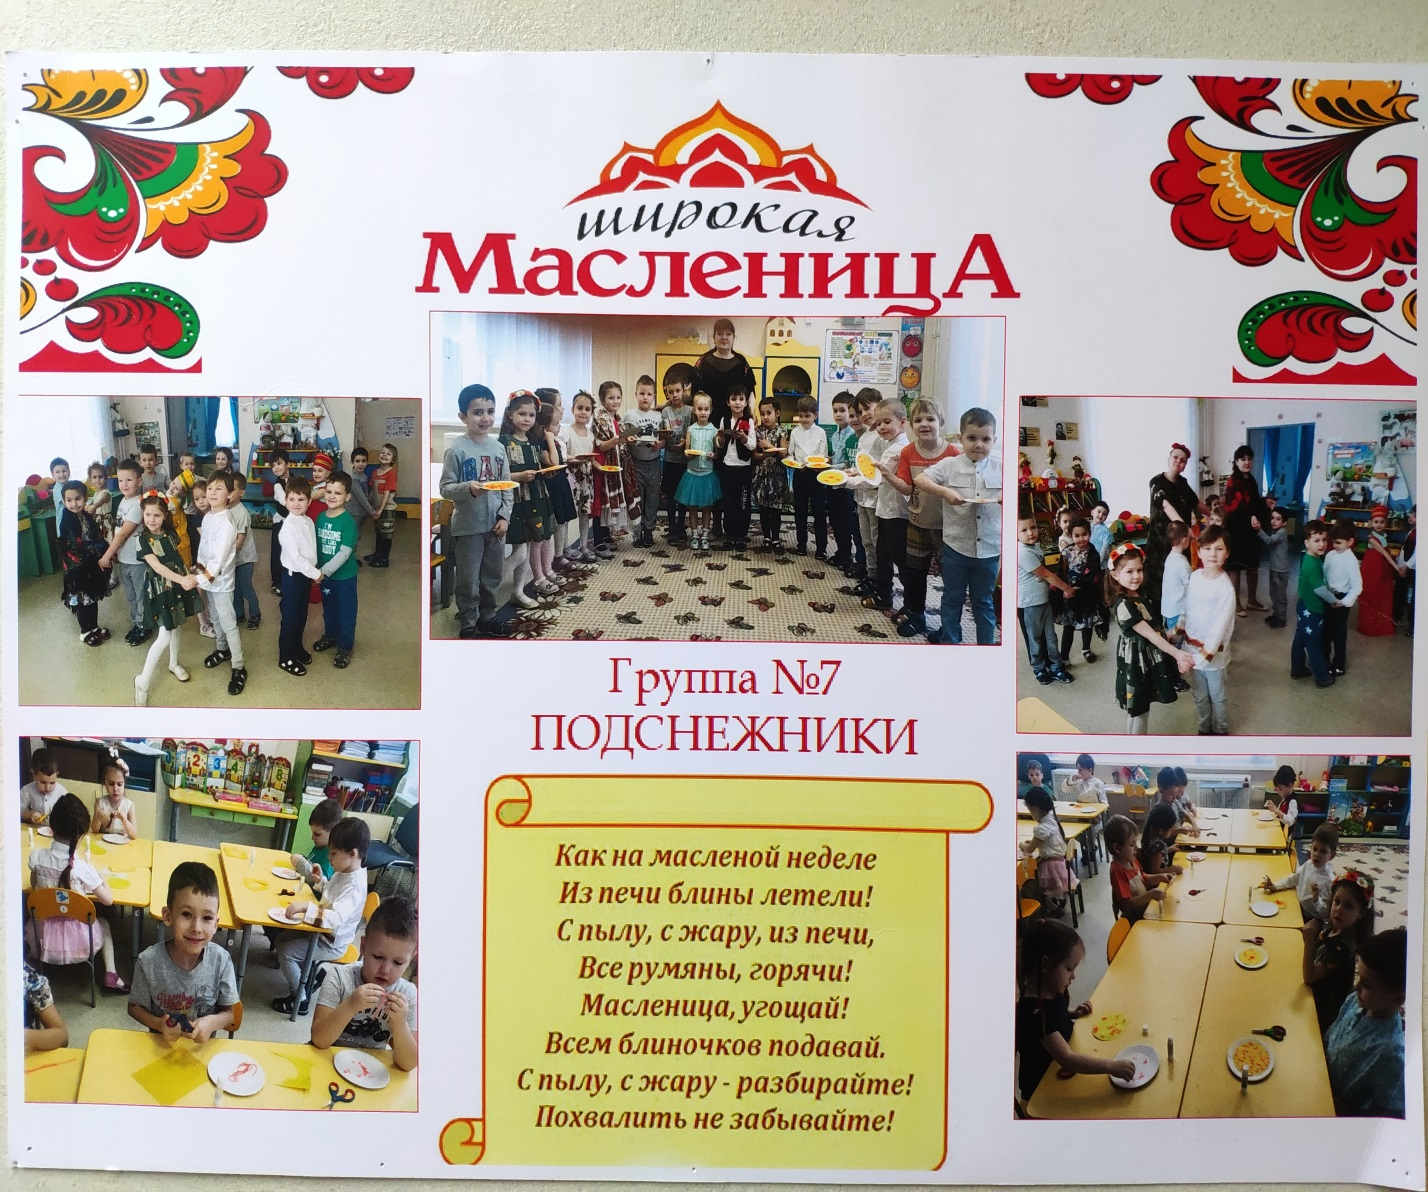 широкая
МасленицА
Группа №7
ПОДСНЕЖНИКИ
Как на масленой неделе
Из печи блины летели!
С пылу, с жару, из печи,
Все румяны, горячи!
Масленица, угощай!
Всем блиночков подавай.
С пылу, с жару - разбирайте!
Похвалить не забывайте!